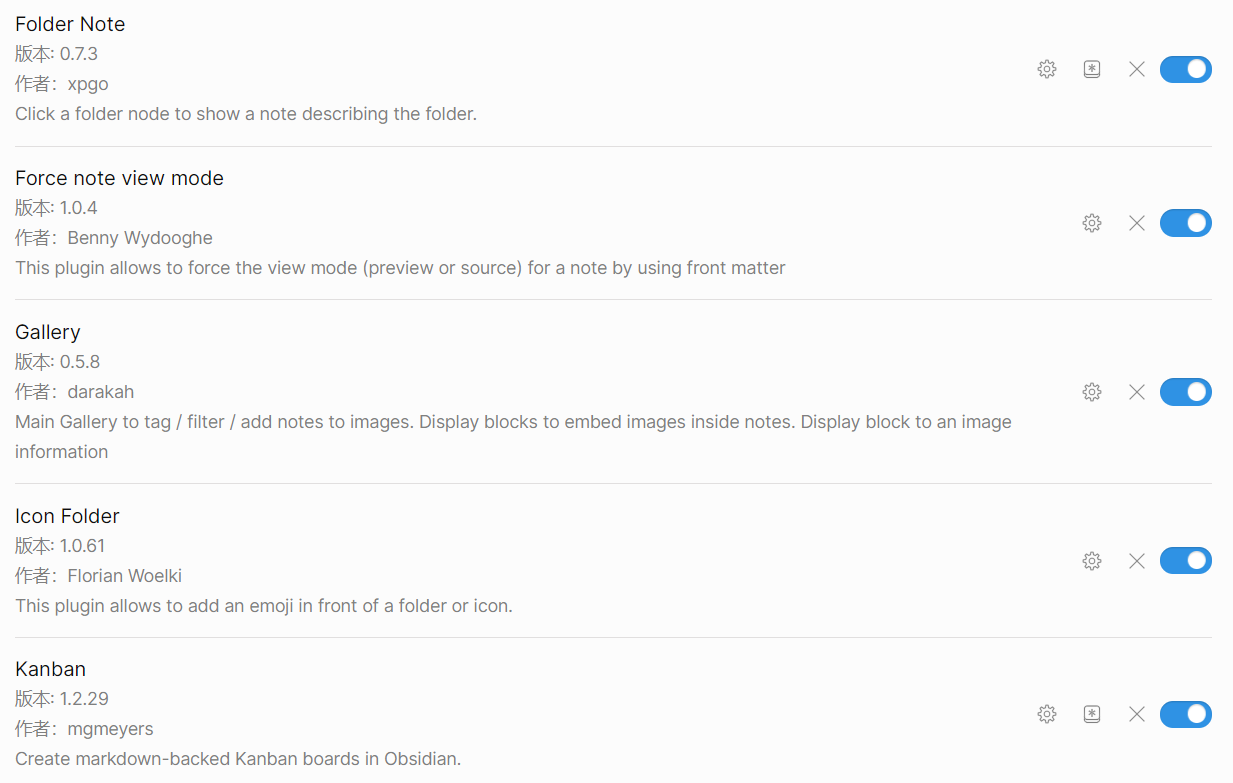 Folder Note
版本: 0.7.3
作者：xpgo
Click a folder node to show a note describing the folder.
Force note view mode
版本: 1.0.4
作者：Benny Wydooghe
This plugin allows to force the view mode (preview or source) for a note by using front matter
Gallery
版本: 0.5.8
作者：darakah
Main Gallery to tag / filter / add notes to images. Display blocks to embed images inside notes. Display block to an image
information
Icon Folder
版本: 1.0.61
作者：Florian Woelki
This plugin allows to add an emoji in front of a folder or icon.
Kanban
版本: 1.2.29
作者：mgmeyers
Create markdown-backed Kanban boards in Obsidian.